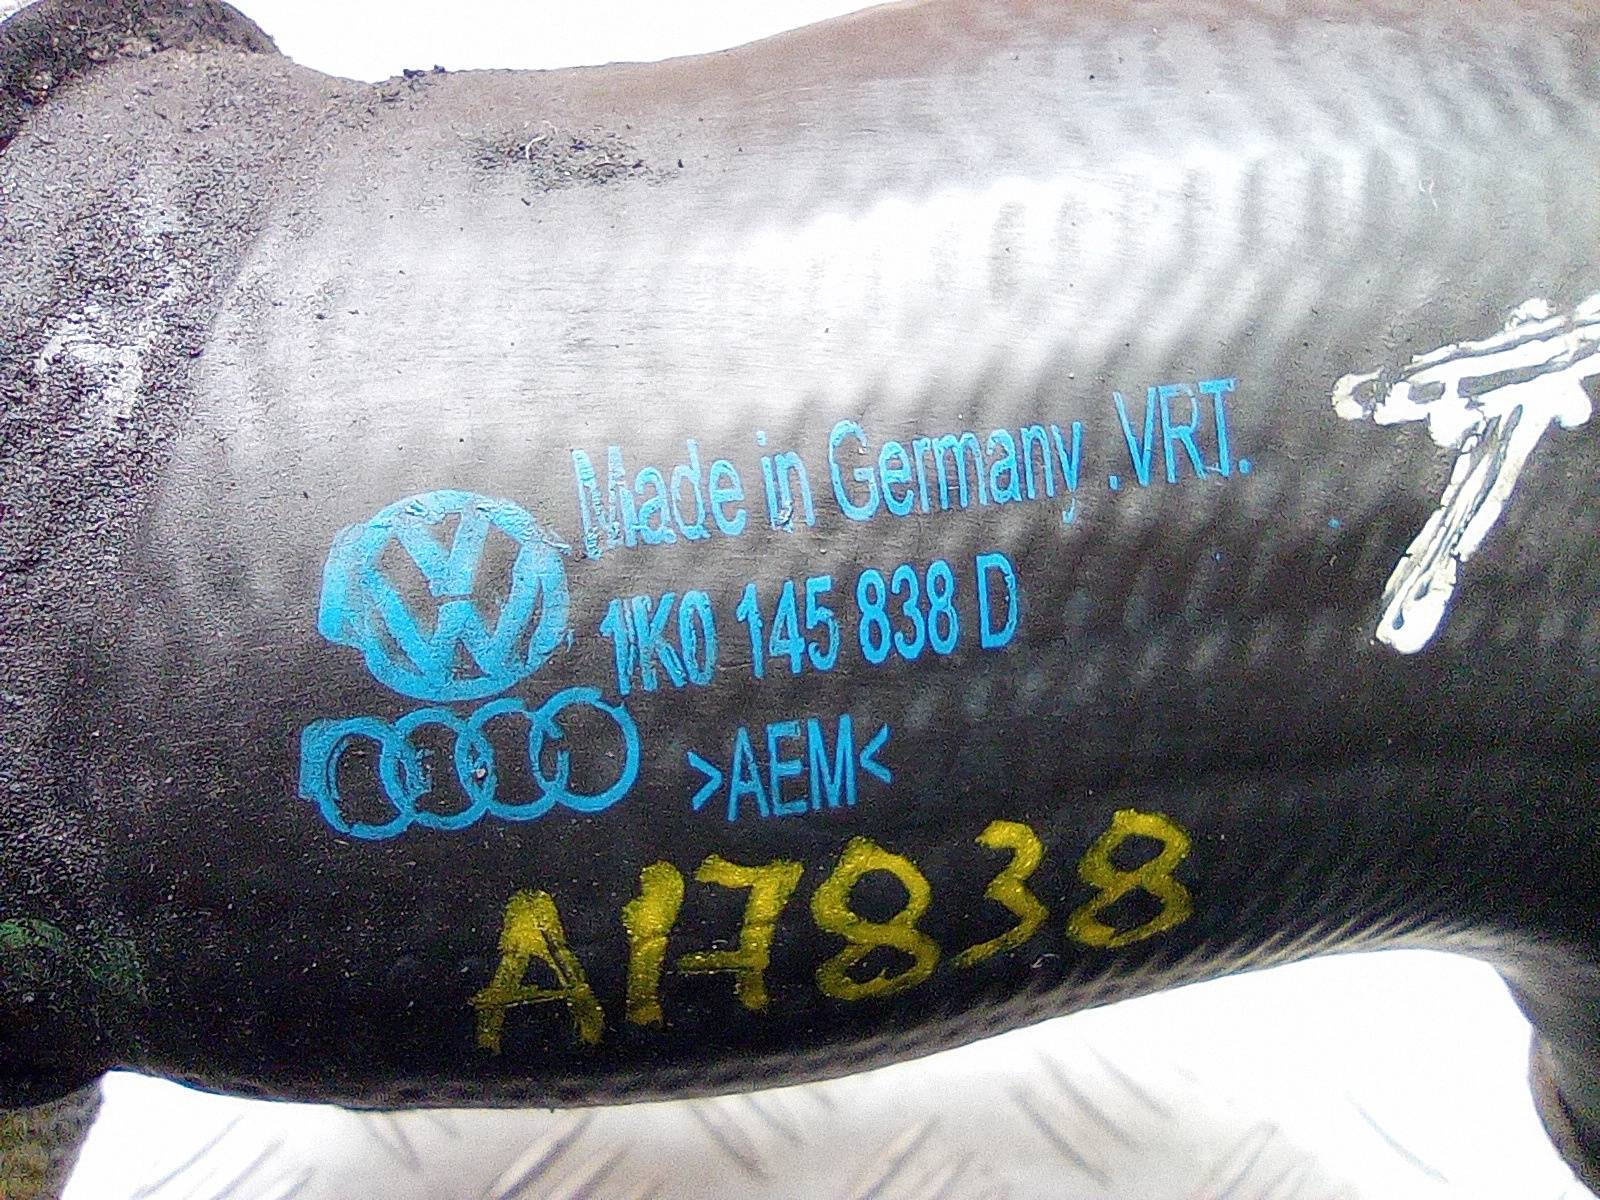 Made in Germany .VRT.
1K0 145 838 D
>AEM<
A17838
T